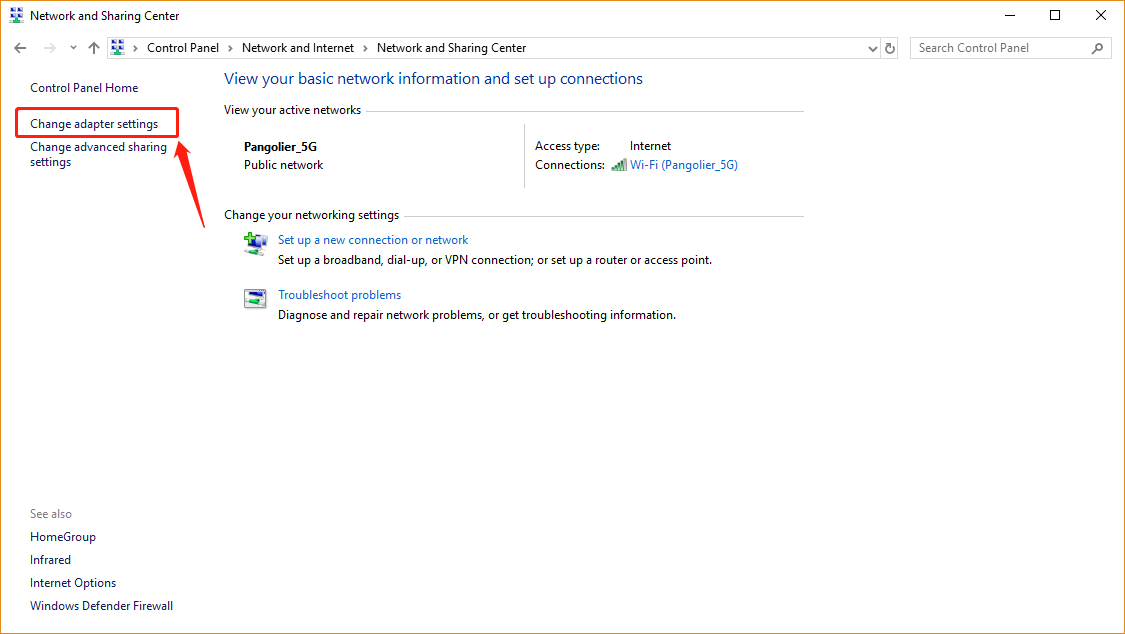 Network and Sharing Center
Control Panel > Network and Internet > Network and Sharing Center
Search Control Panel
Control Panel Home
Change adapter settings
Change advanced sharing
settings
View your basic network information and set up connections
View your active networks
Pangolier_5G
Public network
Access type: Internet
Connections: Wi-Fi (Pangolier_5G)
Change your networking settings
Set up a new connection or network
Set up a broadband, dial-up, or VPN connection; or set up a router or access point.
Troubleshoot problems
Diagnose and repair network problems, or get troubleshooting information.
See also
HomeGroup
Infrared
Internet Options
Windows Defender Firewall